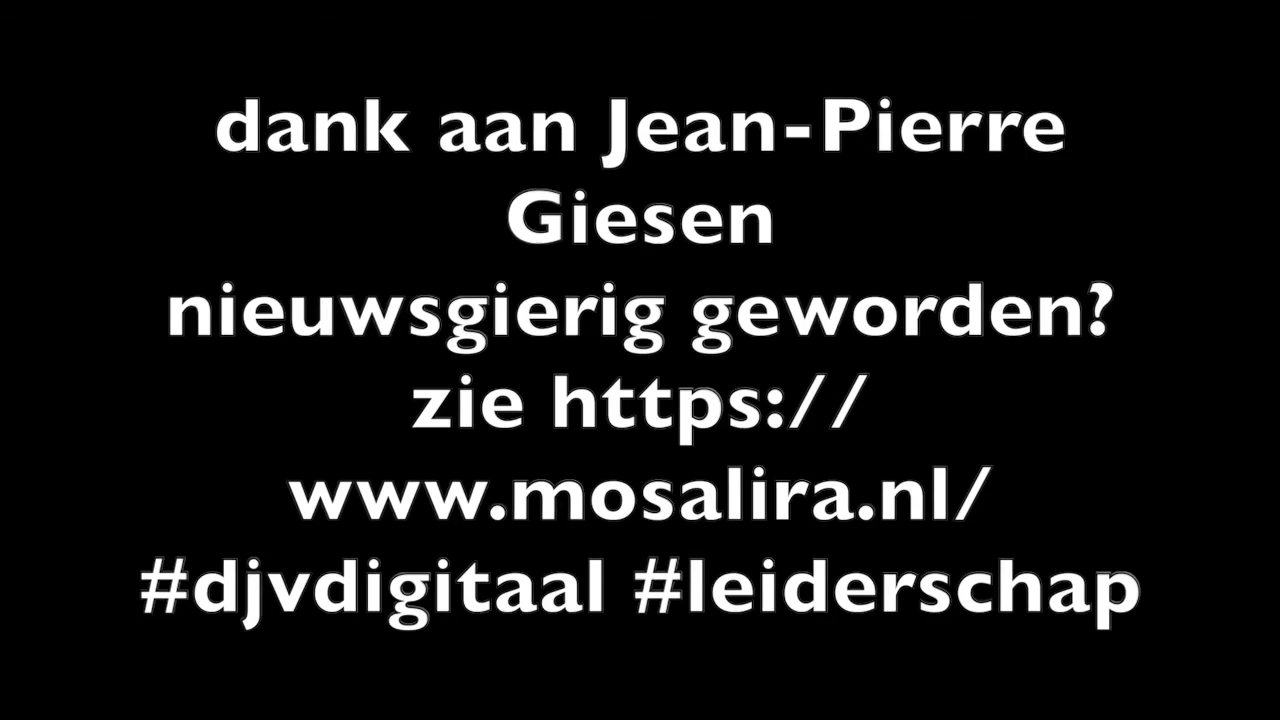 dank aan Jean-Pierre
Giesen
nieuwsgierig geworden?
zie https://
www.mosalira.nl/
#djvdigitaal #leiderschap